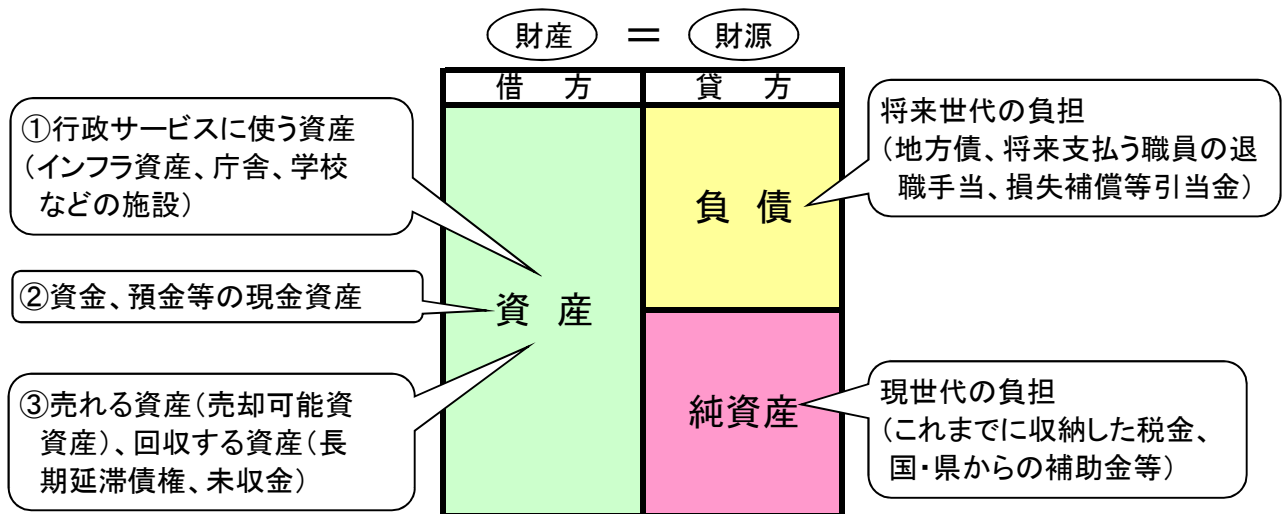 財産 ＝ 財源
借 方 貸 方
①行政サービスに使う資産
（インフラ資産、庁舎、学校
などの施設）
②資金、預金等の現金資産
③売れる資産（売却可能資
資産）、回収する資産（長
期延滞債権、未収金）
資 産
負 債
純資産
将来世代の負担
（地方債、将来支払う職員の退
職手当、損失補償等引当金）
現世代の負担
（これまでに収納した税金、
国・県からの補助金等）